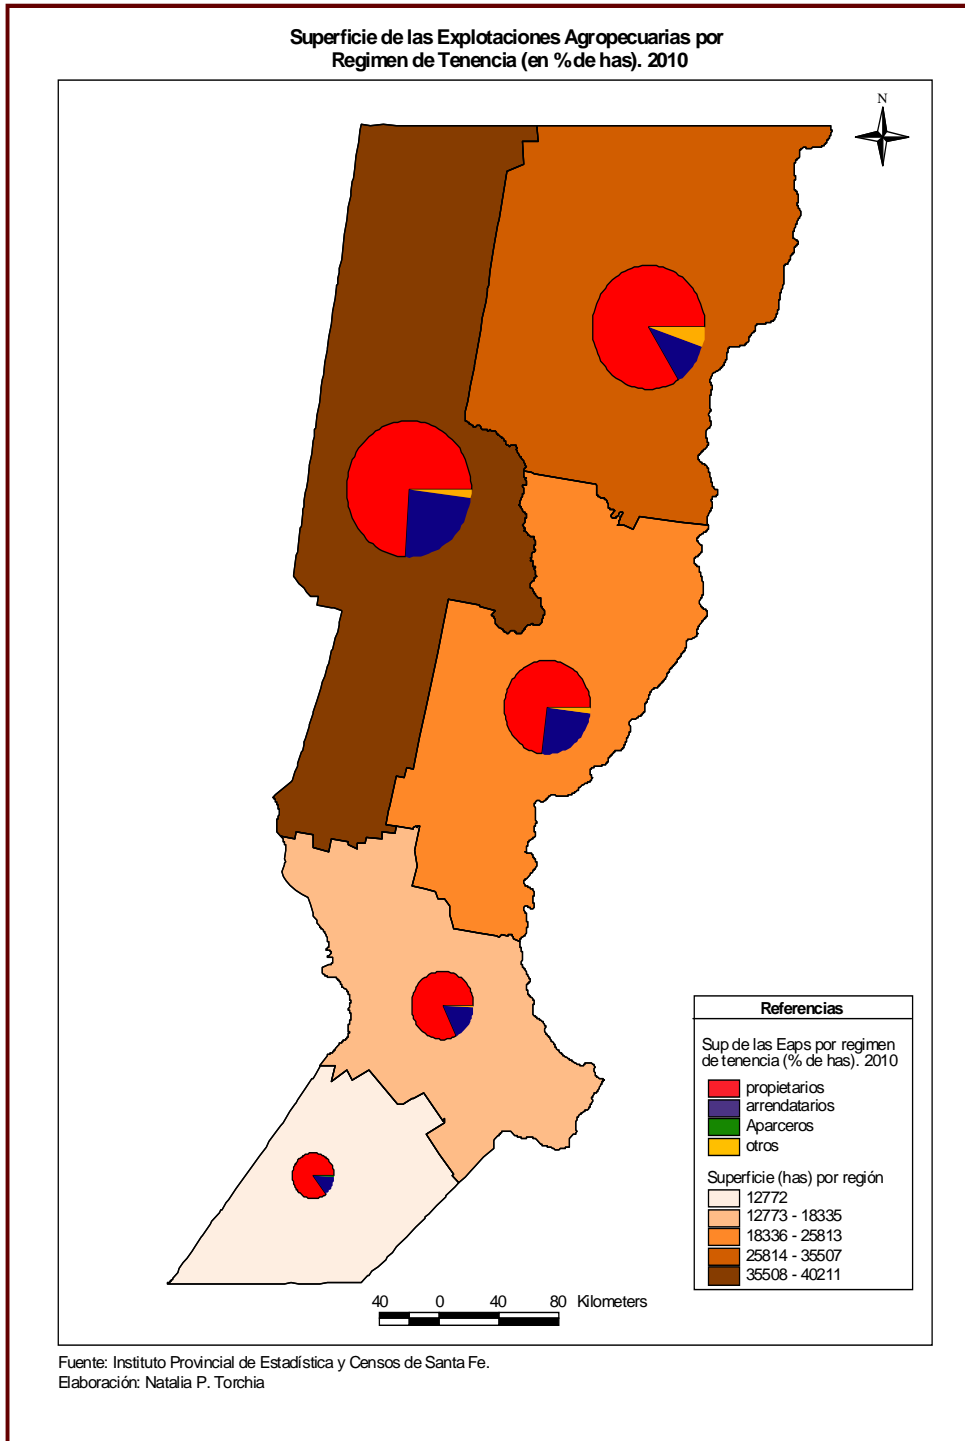 Superficie de las Explotaciones Agropecuarias por
Regimen de Tenencia (en % de has). 2010
N
Referencias
Sup de las Eaps por regimen
de tenencia (% de has). 2010
propietarios
arrendatarios
Aparceros
otros
Superficie (has) por región
12772
12773 - 18335
18336 - 25813
25814 - 35507
35508 - 40211
40 0 40 80 Kilometers
Fuente: Instituto Provincial de Estadística y Censos de Santa Fe.
Elaboración: Natalia P. Torchia